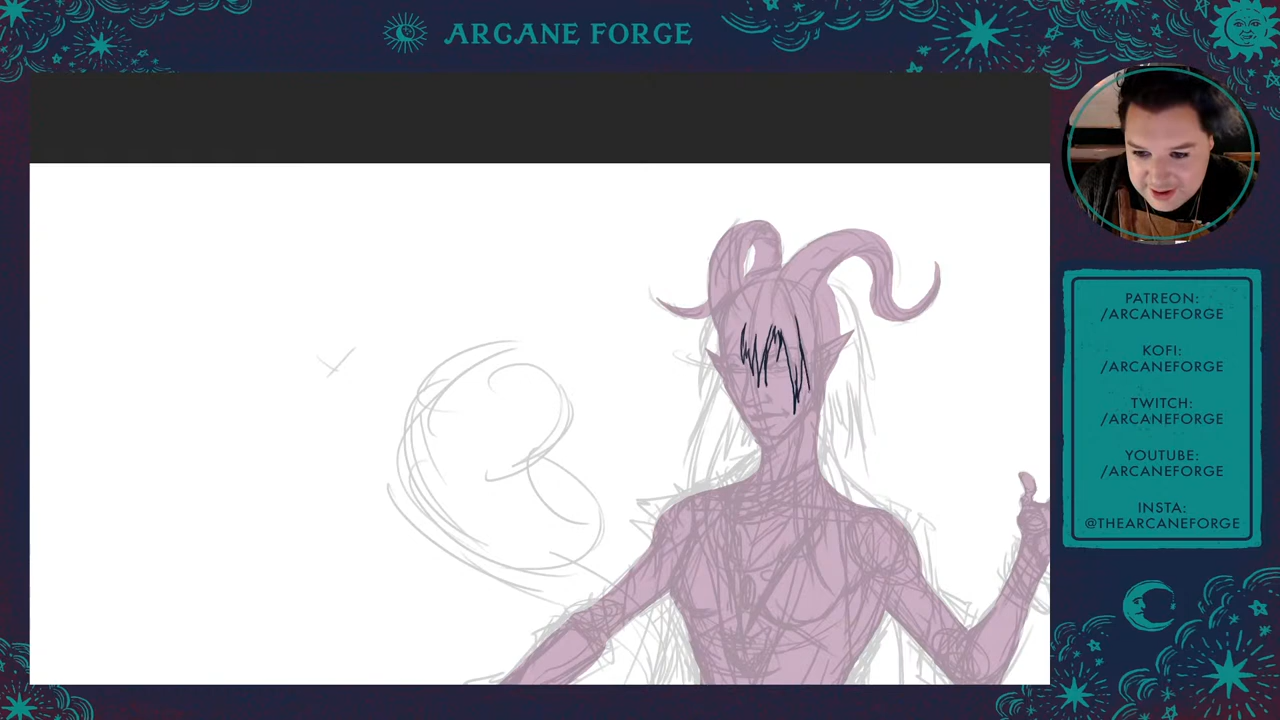 ARCANE FORGE
PATREON:
/ARCANEFORGE
KOFI:
/ARCANEFORGE
TWITCH:
/ARCANEFORGE
YOUTUBE:
/ARCANEFORGE
INSTA:
@THEARCANEFORGE